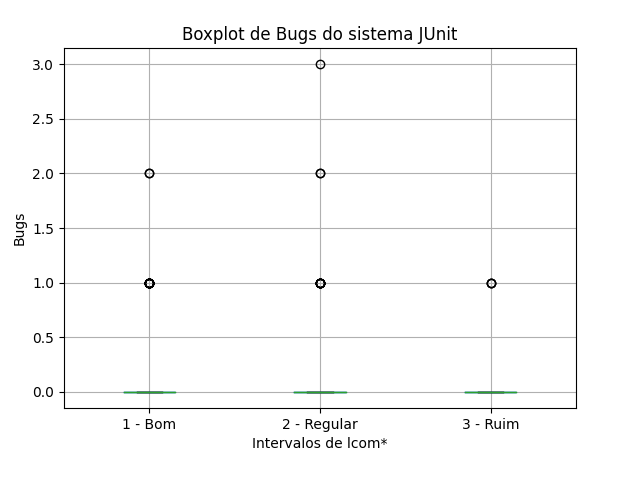 Boxplot de Bugs do sistema JUnit
3.0
2.5
2.0
1.5
1.0
0.5
0.0
Bugs
1 - Bom
2 - Regular
3 - Ruim
Intervalos de lcom*